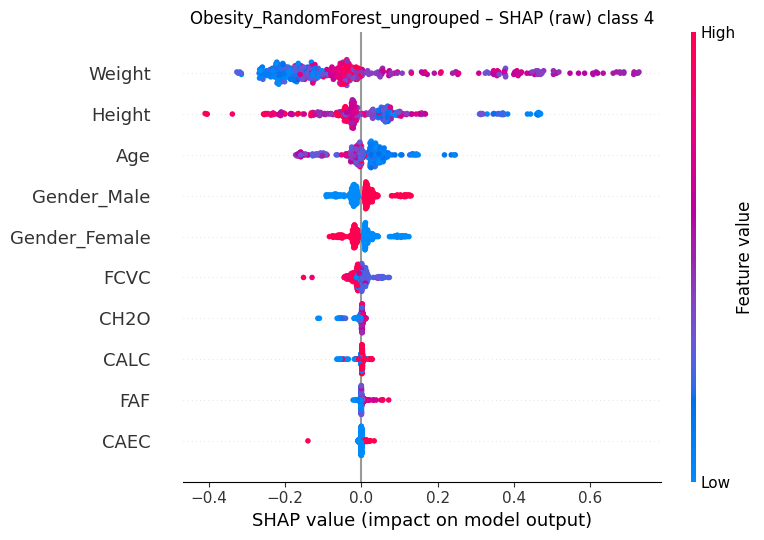 Obesity_RandomForest_ungrouped – SHAP (raw) class 4
High
Weight
Height
Age
Gender_Male
Gender_Female
FCVC
CH2O
CALC
FAF
CAEC
Feature value
Low
−0.4 −0.2 0.0 0.2 0.4 0.6
SHAP value (impact on model output)